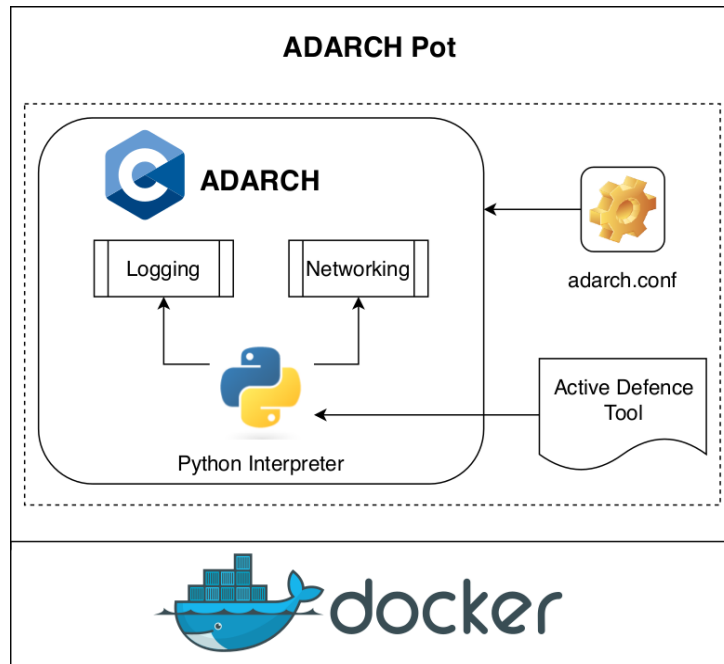 ADARCH Pot
C
ADARCH
Logging
Networking
adarch.conf
Active Defence
Tool
Python Interpreter
docker